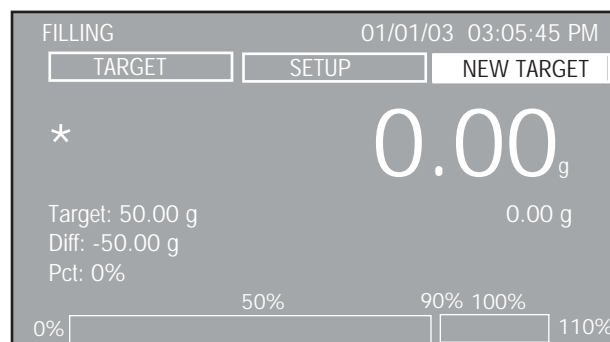 FILLING 01/01/03 03:05:45 PM
TARGET SETUP NEW TARGET
* 0.00 g
Target: 50.00 g 0.00 g
Diff: -50.00 g
Pct: 0%
50% 90% 100%
0% 110%